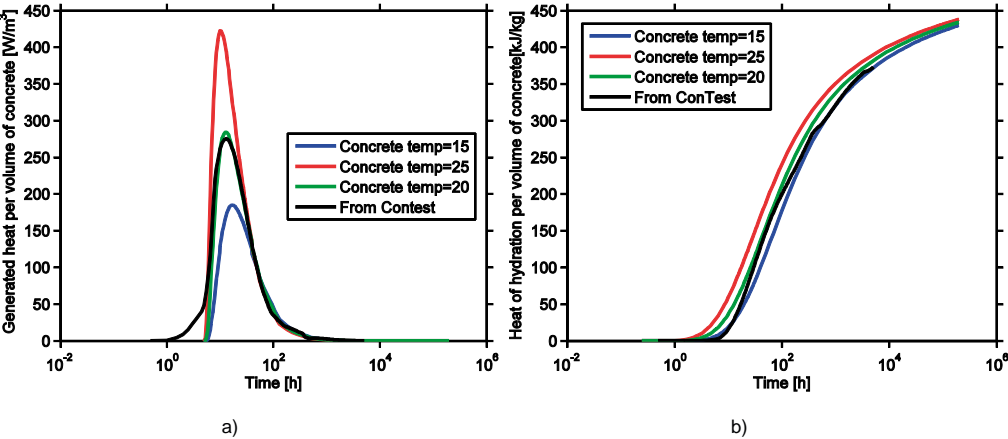 Generated heat per volume of concrete [W/m³]
450
400
350
300
250
200
150
100
50
0
Concrete temp=15
Concrete temp=25
Concrete temp=20
From Contest
10⁻² 10⁰ 10² 10⁴ 10⁶
Time [h]
a)
Heat of hydration per volume of concrete[kJ/kg]
450
400
350
300
250
200
150
100
50
0
Concrete temp=15
Concrete temp=25
Concrete temp=20
From ConTest
10⁻² 10⁰ 10² 10⁴ 10⁶
Time [h]
b)